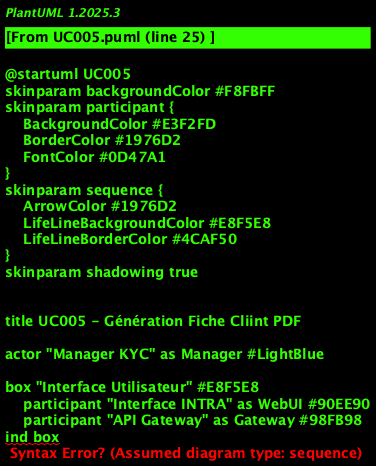 PlantUML 1.2025.3
[From UC005.puml (line 25) ]
@startuml UC005
skinparam backgroundColor #F8FBFF
skinparam participant {
BackgroundColor #E3F2FD
BorderColor #1976D2
FontColor #0D47A1
}
skinparam sequence {
ArrowColor #1976D2
LifeLineBackgroundColor #E8F5E8
LifeLineBorderColor #4CAF50
}
skinparam shadowing true
title UC005 – Génération Fiche Cliint PDF
actor "Manager KYC" as Manager #LightBlue
box "Interface Utilisateur" #E8F5E8
participant "Interface INTRA" as WebUI #90EE90
participant "API Gateway" as Gateway #98FB98
ind box
Syntax Error? (Assumed diagram type: sequence)